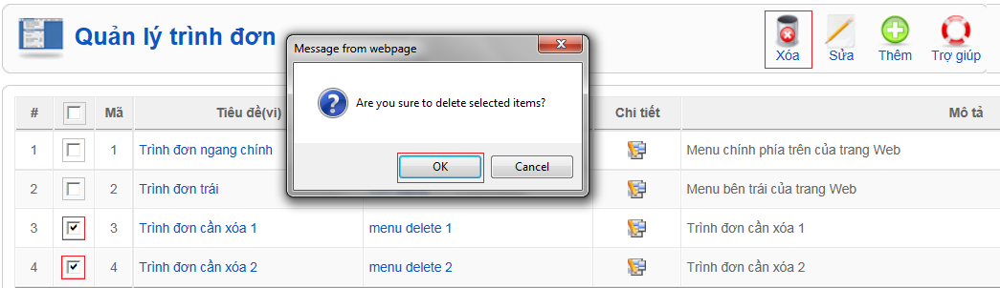 Quản lý trình đơn
Xóa
Sửa
Thêm
Trợ giúp
Message from webpage
Are you sure to delete selected items?
OK
Cancel
# Mã Tiêu đề(vi) Chi tiết Mô tả
1 1 Trình đơn ngang chính Menu chính phía trên của trang Web
2 2 Trình đơn trái Menu bên trái của trang Web
3 3 Trình đơn cần xóa 1 menu delete 1 Trình đơn cần xóa 1
4 4 Trình đơn cần xóa 2 menu delete 2 Trình đơn cần xóa 2